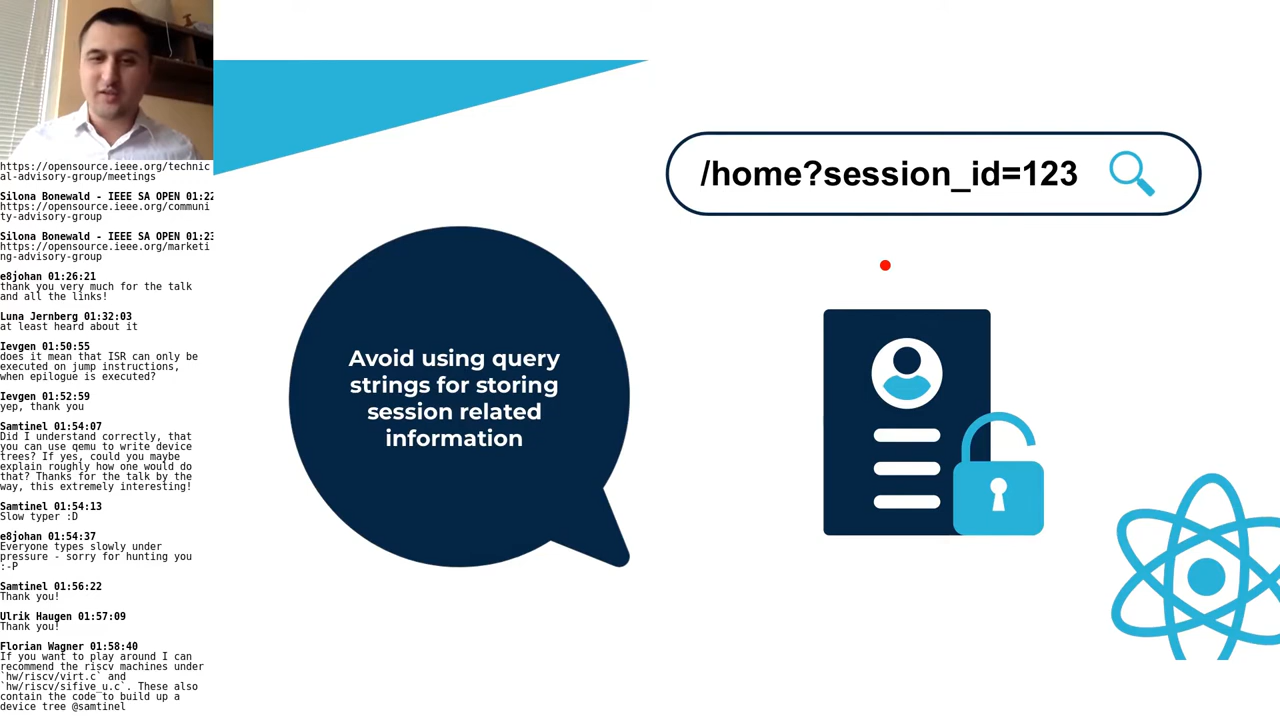 https://opensource.ieee.org/technic
al-advisory-group/meetings
Silona Bonewald - IEEE SA OPEN 01:22
https://opensource.ieee.org/communi
ty-advisory-group
Silona Bonewald - IEEE SA OPEN 01:23
https://opensource.ieee.org/marketi
ng-advisory-group
e8johan 01:26:21
thank you very much for the talk
and all the links!
Luna Jernberg 01:32:03
at least heard about it
Ievgen 01:50:55
does it mean that ISR can only be
executed on jump instructions,
when epilogue is executed?
Ievgen 01:52:59
yep, thank you
Samtinel 01:54:07
Did I understand correctly, that
you can use qemu to write device
trees? If yes, could you maybe
explain roughly how one would do
that? Thanks for the talk by the
way, this extremely interesting!
Samtinel 01:54:13
Slow typer :D
e8johan 01:54:37
Everyone types slowly under
pressure - sorry for hunting you
:-P
Samtinel 01:56:22
Thank you!
Ulrik Haugen 01:57:09
Thank you!
Florian Wagner 01:58:40
If you want to play around I can
recommend the riscv machines under
`hw/riscv/virt.c` and
`hw/riscv/sifive_u.c`. These also
contain the code to build up a
device tree @samtinel
/home?session_id=123
Avoid using query
strings for storing
session related
information